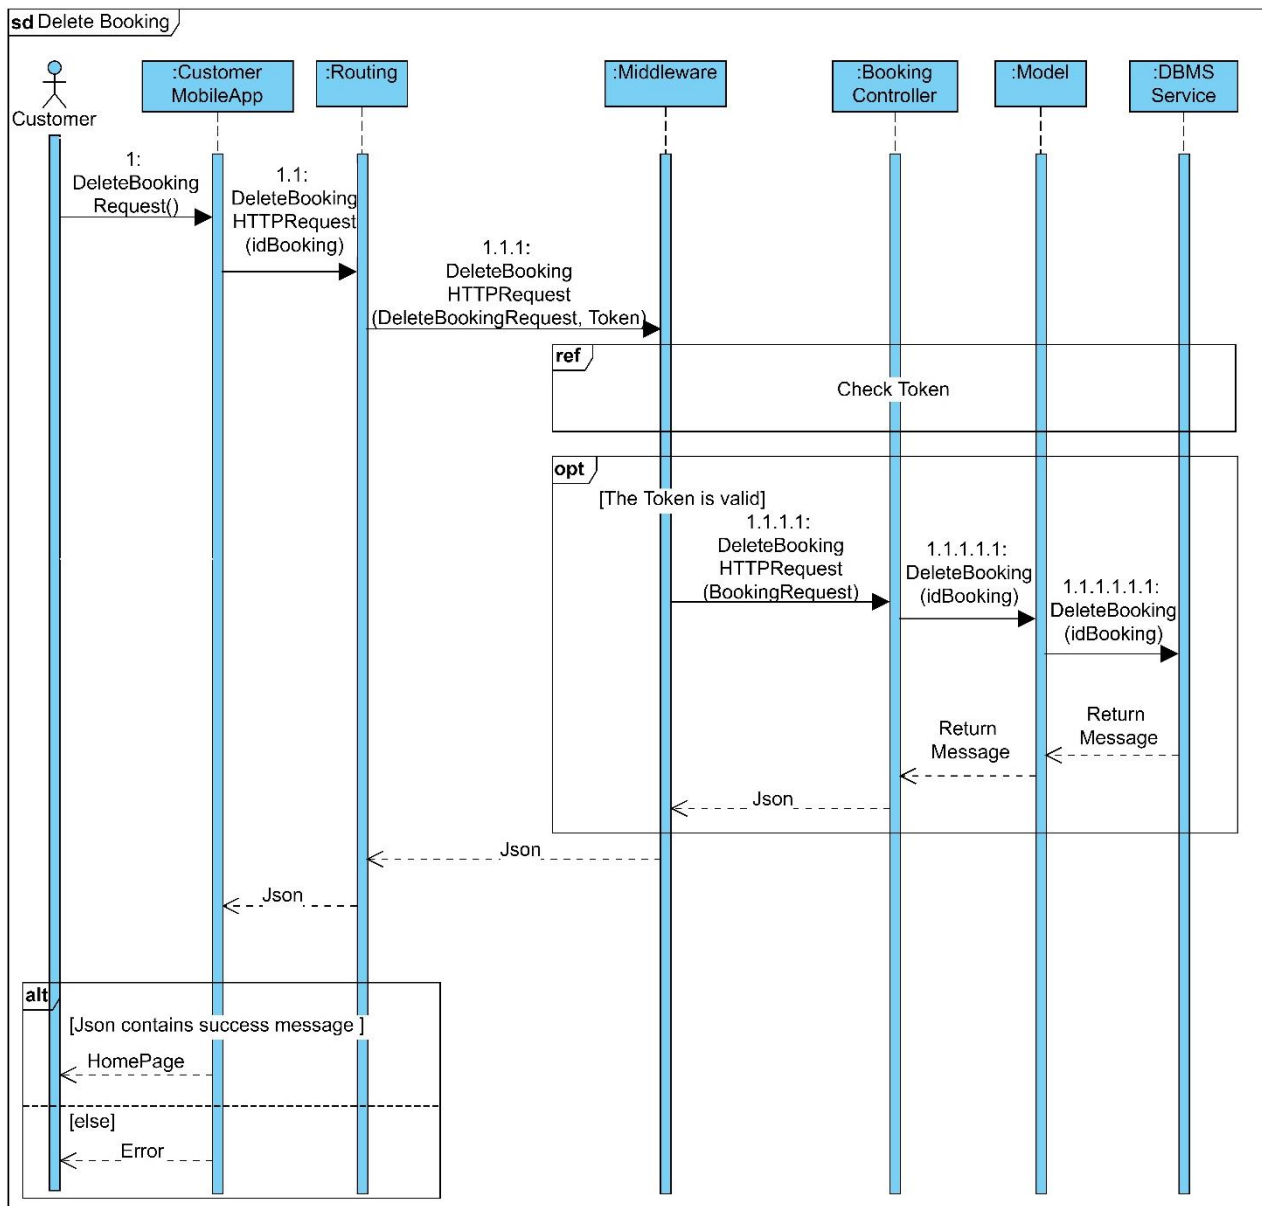 sd Delete Booking
:Customer
MobileApp
:Routing
:Middleware
:Booking
Controller
:Model
:DBMS
Service
Customer
1:
DeleteBooking
Request()
1.1:
DeleteBooking
HTTPRequest
(idBooking)
1.1.1:
DeleteBooking
HTTPRequest
(DeleteBookingRequest, Token)
ref
Check Token
opt
[The Token is valid]
1.1.1.1:
DeleteBooking
HTTPRequest
(BookingRequest)
1.1.1.1.1:
DeleteBooking
(idBooking)
1.1.1.1.1.1:
DeleteBooking
(idBooking)
Return
Message
Return
Message
Json
Json
Json
alt
[Json contains success message ]
HomePage
[else]
Error